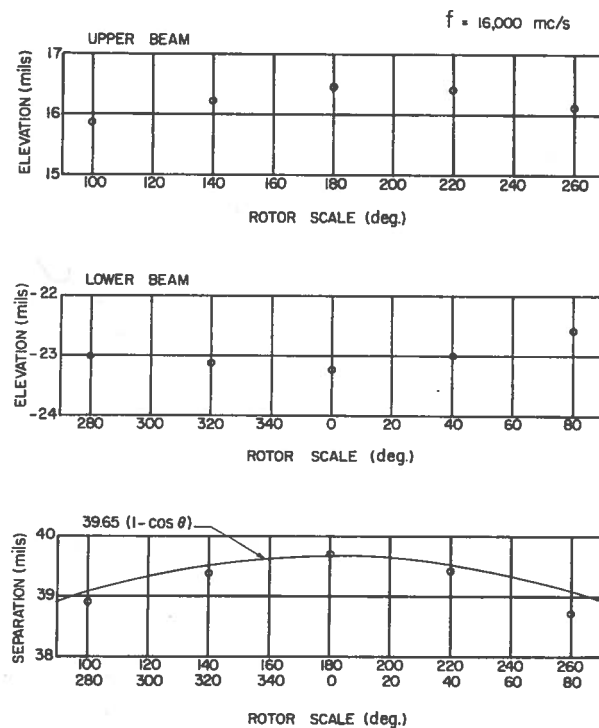 f = 16,000 mc/s
UPPER BEAM
ELEVATION (mils)
17
16
15
100 120 140 160 180 200 220 240 260
ROTOR SCALE (deg.)
LOWER BEAM
ELEVATION (mils)
-22
-23
-24
280 300 320 340 0 20 40 60 80
ROTOR SCALE (deg.)
39.65 (1-COS θ)
SEPARATION (mils)
40
39
38
100 120 140 160 180 200 220 240 260
280 300 320 340 0 20 40 60 80
ROTOR SCALE (deg.)